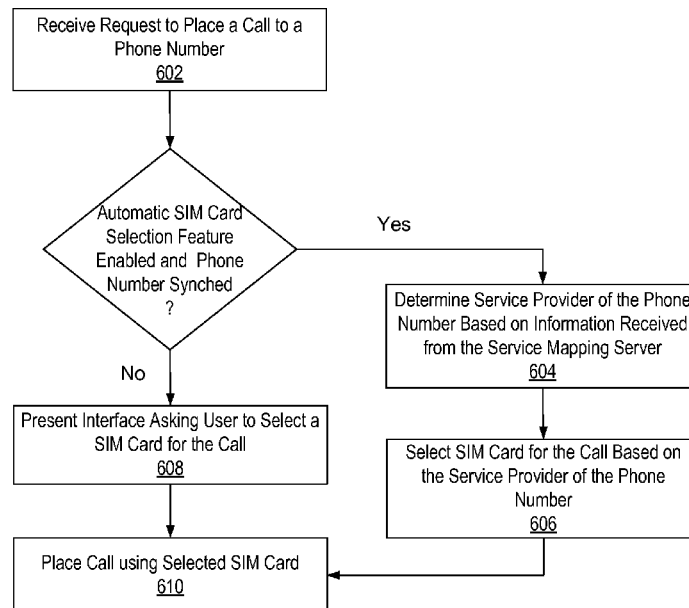 Receive Request to Place a Call to a
Phone Number
602
Automatic SIM Card
Selection Feature
Enabled and Phone
Number Synched
?
Yes
No
Determine Service Provider of the Phone
Number Based on Information Received
from the Service Mapping Server
604
Present Interface Asking User to Select a
SIM Card for the Call
608
Select SIM Card for the Call Based on
the Service Provider of the Phone
Number
606
Place Call using Selected SIM Card
610